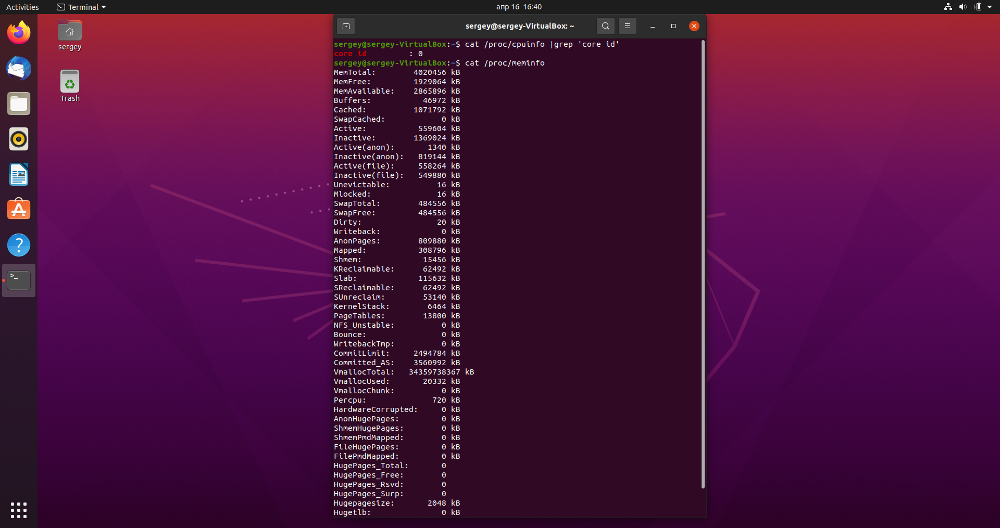 Activities
Terminal
апр 16 16:40
sergey
Trash
sergey@sergey-VirtualBox: ~
sergey@sergey-VirtualBox:~$ cat /proc/cpuinfo |grep 'core id'
core id         : 0
sergey@sergey-VirtualBox:~$ cat /proc/meminfo
MemTotal:        4020456 kB
MemFree:         1929064 kB
MemAvailable:    2865896 kB
Buffers:           46972 kB
Cached:          1071792 kB
SwapCached:            0 kB
Active:           559604 kB
Inactive:        1369024 kB
Active(anon):       1340 kB
Inactive(anon):   819144 kB
Active(file):     558264 kB
Inactive(file):   549880 kB
Unevictable:          16 kB
Mlocked:              16 kB
SwapTotal:        484556 kB
SwapFree:         484556 kB
Dirty:                20 kB
Writeback:             0 kB
AnonPages:        809880 kB
Mapped:           308796 kB
Shmem:             15456 kB
KReclaimable:      62492 kB
Slab:             115632 kB
SReclaimable:      62492 kB
SUnreclaim:        53140 kB
KernelStack:        6464 kB
PageTables:        13800 kB
NFS_Unstable:          0 kB
Bounce:                0 kB
WritebackTmp:          0 kB
CommitLimit:     2494784 kB
Committed_AS:    3560992 kB
VmallocTotal:   34359738367 kB
VmallocUsed:       20332 kB
VmallocChunk:          0 kB
Percpu:              720 kB
HardwareCorrupted:     0 kB
AnonHugePages:         0 kB
ShmemHugePages:        0 kB
ShmemPmdMapped:        0 kB
FileHugePages:         0 kB
FilePmdMapped:         0 kB
HugePages_Total:       0
HugePages_Free:        0
HugePages_Rsvd:        0
HugePages_Surp:        0
Hugepagesize:       2048 kB
Hugetlb:               0 kB